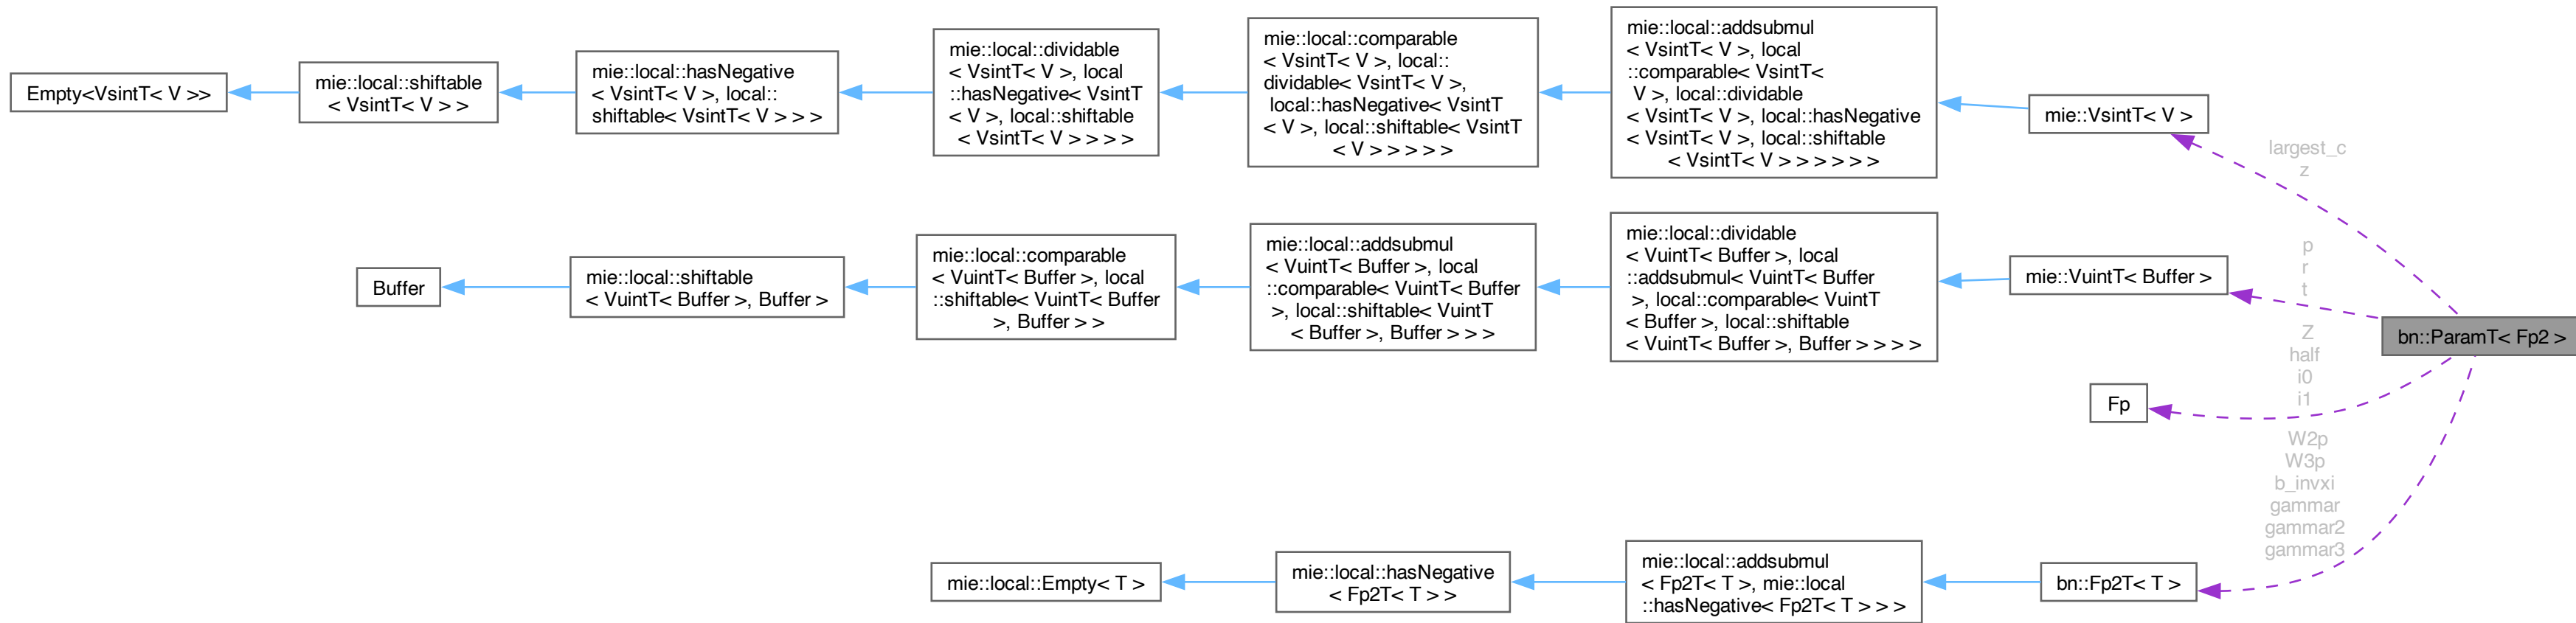 Empty<VsintT< V >>
mie::local::shiftable
< VsintT< V > >
mie::local::hasNegative
< VsintT< V >, local::
shiftable< VsintT< V > > >
mie::local::dividable
< VsintT< V >, local
::hasNegative< VsintT
< V >, local::shiftable
< VsintT< V > > > >
mie::local::comparable
< VsintT< V >, local::
dividable< VsintT< V >,
local::hasNegative< VsintT
< V >, local::shiftable< VsintT
< V > > > > >
mie::local::addsubmul
< VsintT< V >, local
::comparable< VsintT<
V >, local::dividable
< VsintT< V >, local::hasNegative
< VsintT< V >, local::shiftable
< VsintT< V > > > > > >
mie::VsintT< V >
largest_c
z
Buffer
mie::local::shiftable
< VuintT< Buffer >, Buffer >
mie::local::comparable
< VuintT< Buffer >, local
::shiftable< VuintT< Buffer
>, Buffer > >
mie::local::addsubmul
< VuintT< Buffer >, local
::comparable< VuintT< Buffer
>, local::shiftable< VuintT
< Buffer >, Buffer > > >
mie::local::dividable
< VuintT< Buffer >, local
::addsubmul< VuintT< Buffer
>, local::comparable< VuintT
< Buffer >, local::shiftable
< VuintT< Buffer >, Buffer > > > >
mie::VuintT< Buffer >
p
r
t
bn::ParamT< Fp2 >
Z
half
i0
i1
Fp
W2p
W3p
b_invxi
gammar
gammar2
gammar3
mie::local::Empty< T >
mie::local::hasNegative
< Fp2T< T > >
mie::local::addsubmul
< Fp2T< T >, mie::local
::hasNegative< Fp2T< T > > >
bn::Fp2T< T >